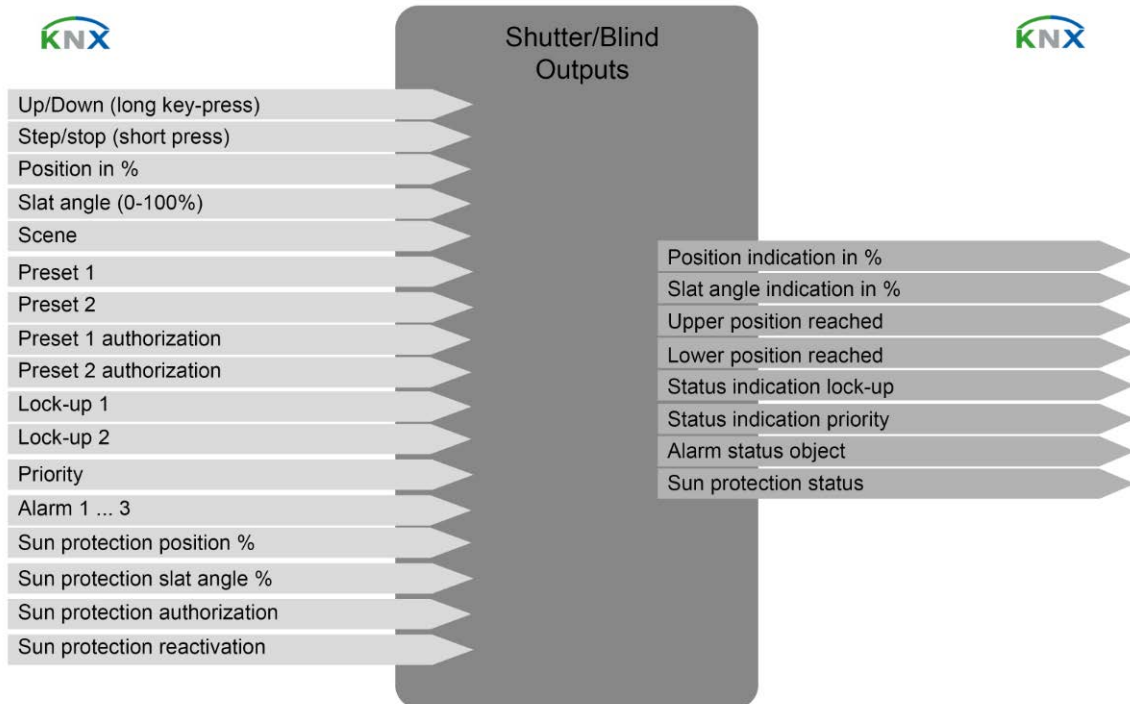 KNX
Shutter/Blind
Outputs
KNX
Up/Down (long key-press)
Step/stop (short press)
Position in %
Slat angle (0-100%)
Scene
Preset 1
Preset 2
Preset 1 authorization
Preset 2 authorization
Lock-up 1
Lock-up 2
Priority
Alarm 1 ... 3
Sun protection position %
Sun protection slat angle %
Sun protection authorization
Sun protection reactivation
Position indication in %
Slat angle indication in %
Upper position reached
Lower position reached
Status indication lock-up
Status indication priority
Alarm status object
Sun protection status